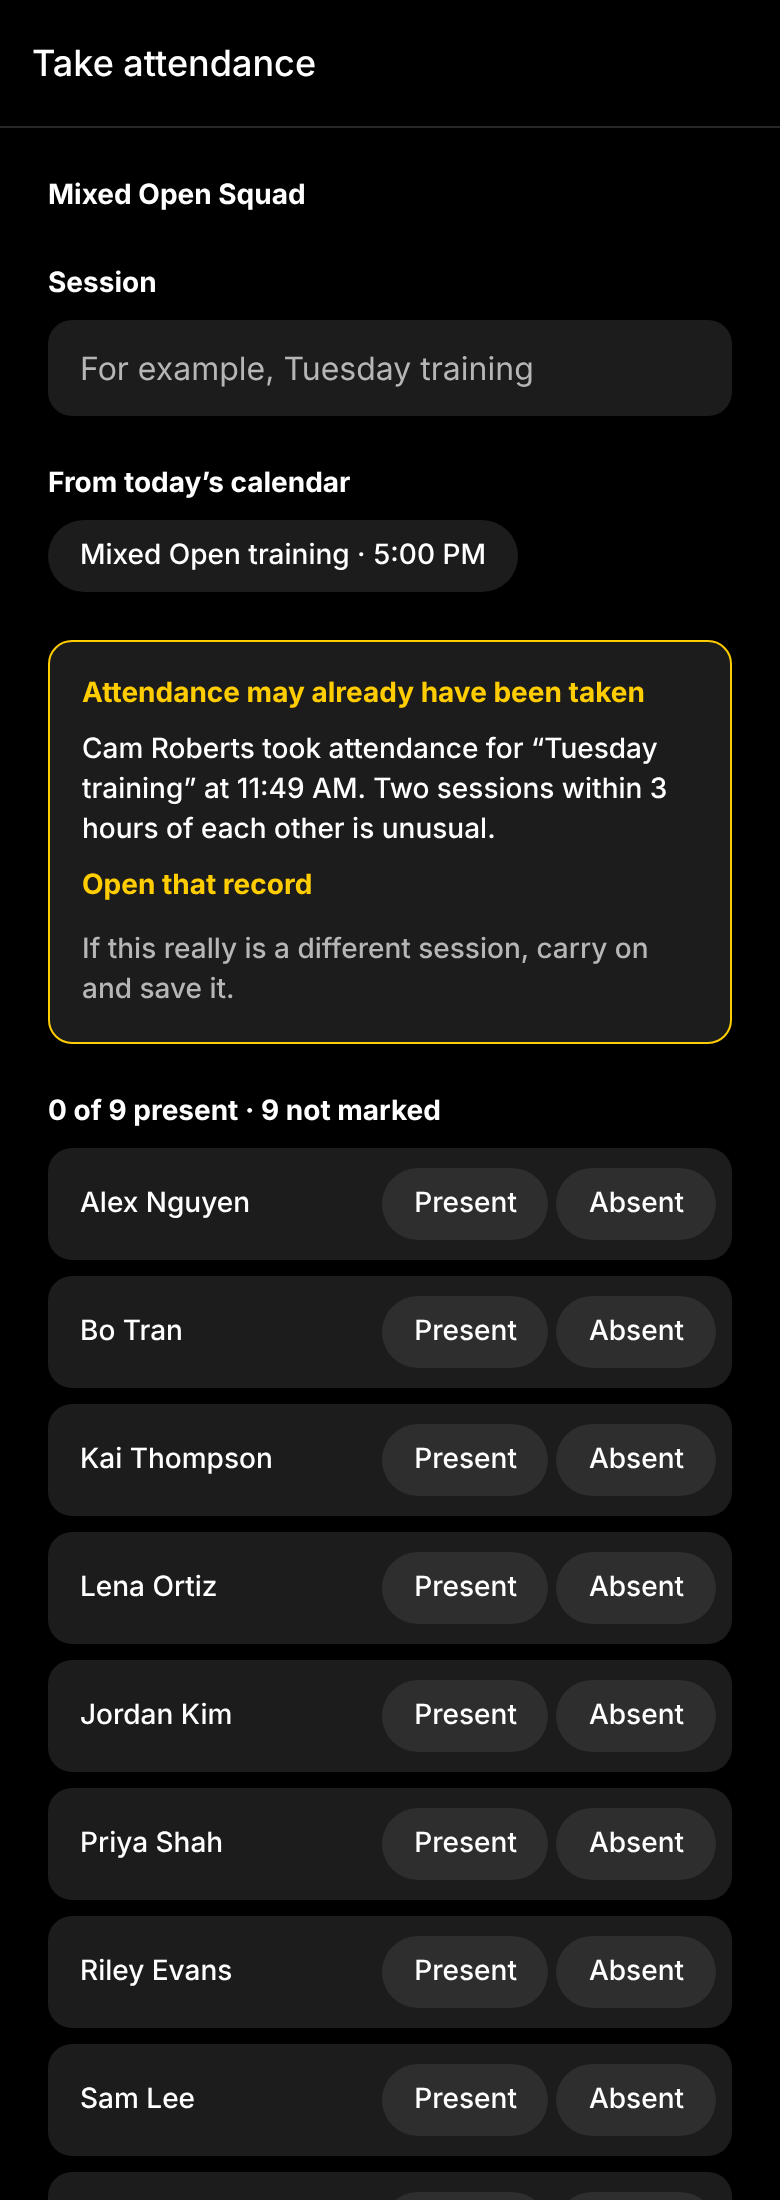 Take attendance
Mixed Open Squad
Session
For example, Tuesday training
From today’s calendar
Mixed Open training · 5:00 PM
Attendance may already have been taken
Cam Roberts took attendance for “Tuesday
training” at 11:49 AM. Two sessions within 3
hours of each other is unusual.
Open that record
If this really is a different session, carry on
and save it.
0 of 9 present · 9 not marked
Alex Nguyen Present Absent
Bo Tran Present Absent
Kai Thompson Present Absent
Lena Ortiz Present Absent
Jordan Kim Present Absent
Priya Shah Present Absent
Riley Evans Present Absent
Sam Lee Present Absent